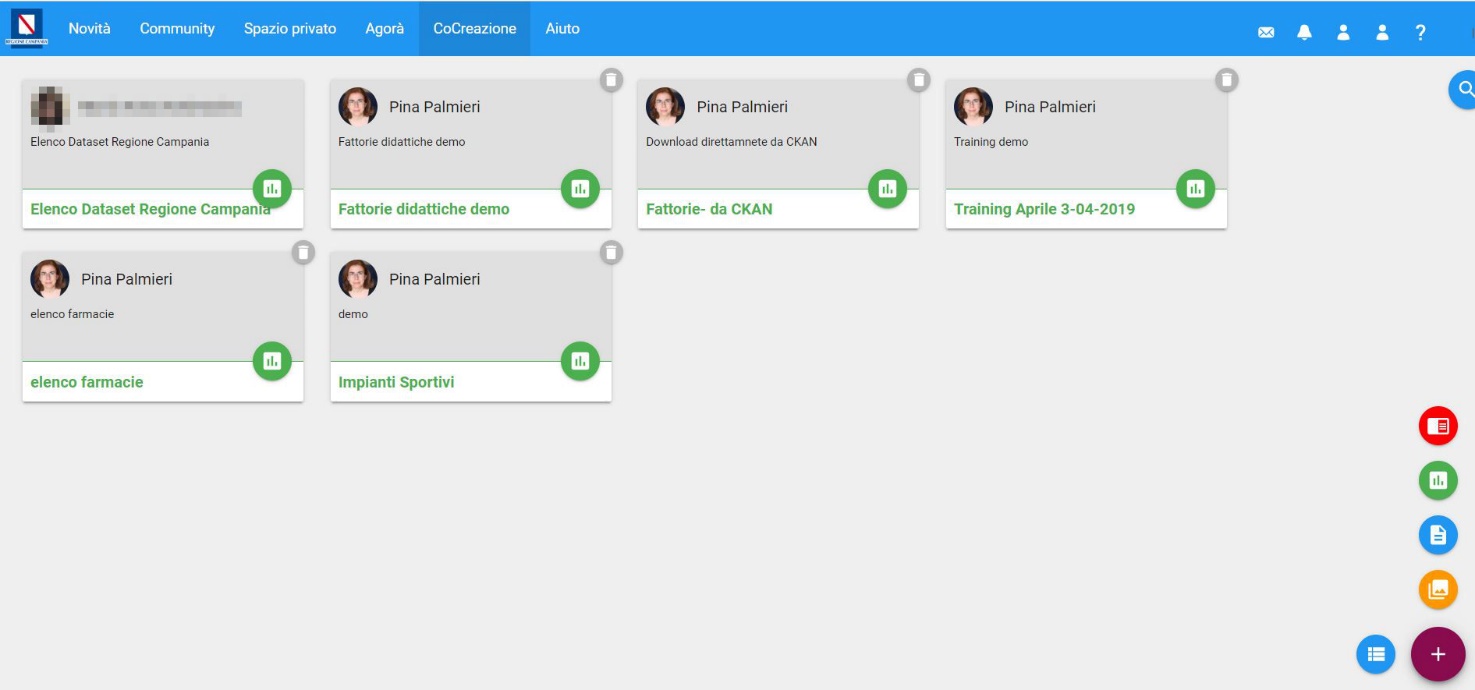 Novità
Community
Spazio privato
Agorà
CoCreazione
Aiuto
?
REGIONE CAMPANIA
Elenco Dataset Regione Campania
Elenco Dataset Regione Campania
Pina Palmieri
Fattorie didattiche demo
Fattorie didattiche demo
Pina Palmieri
Download direttamnete da CKAN
Fattorie- da CKAN
Pina Palmieri
Training demo
Training Aprile 3-04-2019
Pina Palmieri
elenco farmacie
elenco farmacie
Pina Palmieri
demo
Impianti Sportivi